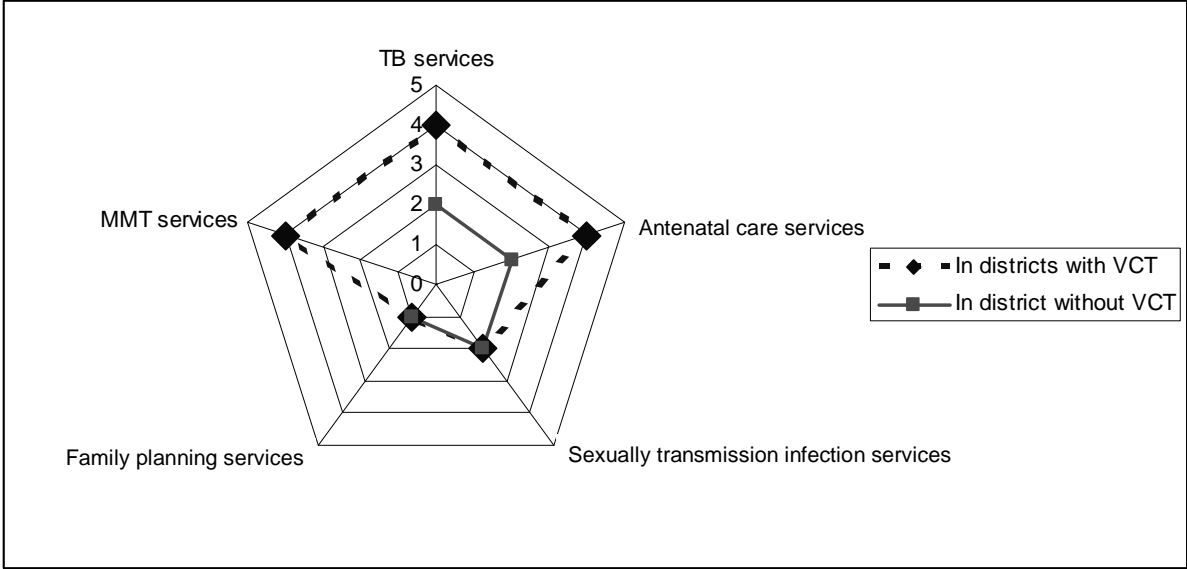 TB services
5
4
3
2
1
0
MMT services
Antenatal care services
In districts with VCT
In district without VCT
Family planning services
Sexually transmission infection services